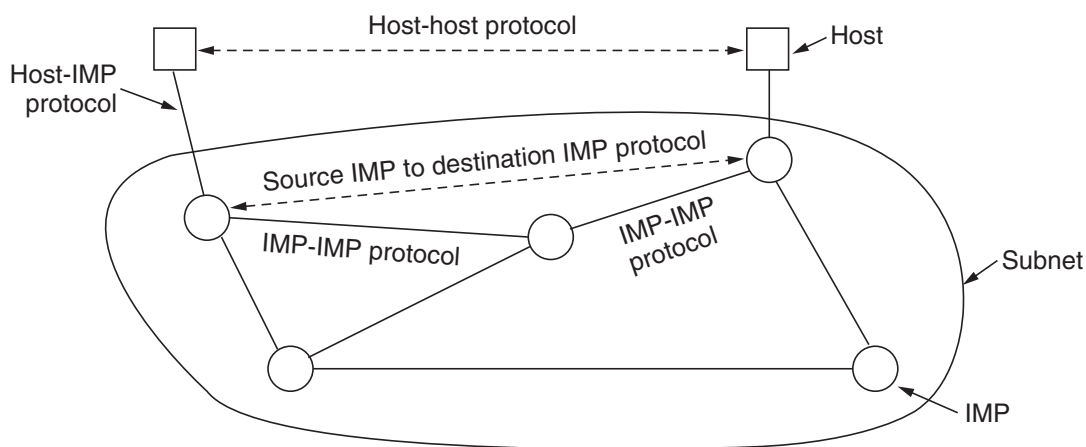 Host-host protocol
Host
Host-IMP
protocol
Source IMP to destination IMP protocol
IMP-IMP protocol
IMP-IMP
protocol
Subnet
IMP